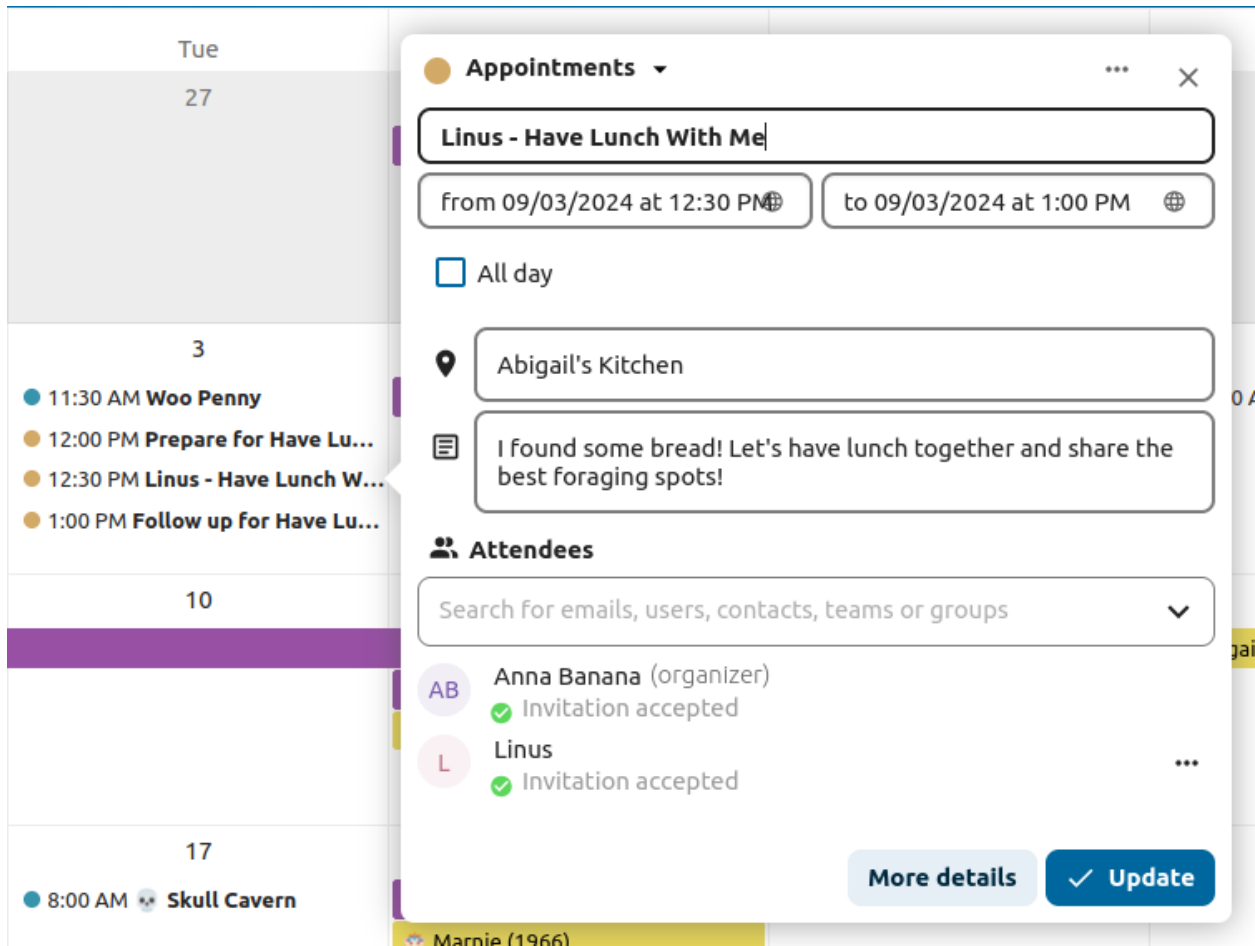 Tue
27
3
11:30 AM Woo Penny
12:00 PM Prepare for Have Lu...
12:30 PM Linus - Have Lunch W...
1:00 PM Follow up for Have Lu...
10
17
8:00 AM 💀 Skull Cavern
Appointments
Linus - Have Lunch With Me
from 09/03/2024 at 12:30 PM
to 09/03/2024 at 1:00 PM
All day
Abigail's Kitchen
I found some bread! Let's have lunch together and share the
best foraging spots!
Attendees
Search for emails, users, contacts, teams or groups
AB
Anna Banana (organizer)
Invitation accepted
L
Linus
Invitation accepted
More details
Update
Marnie (1966)